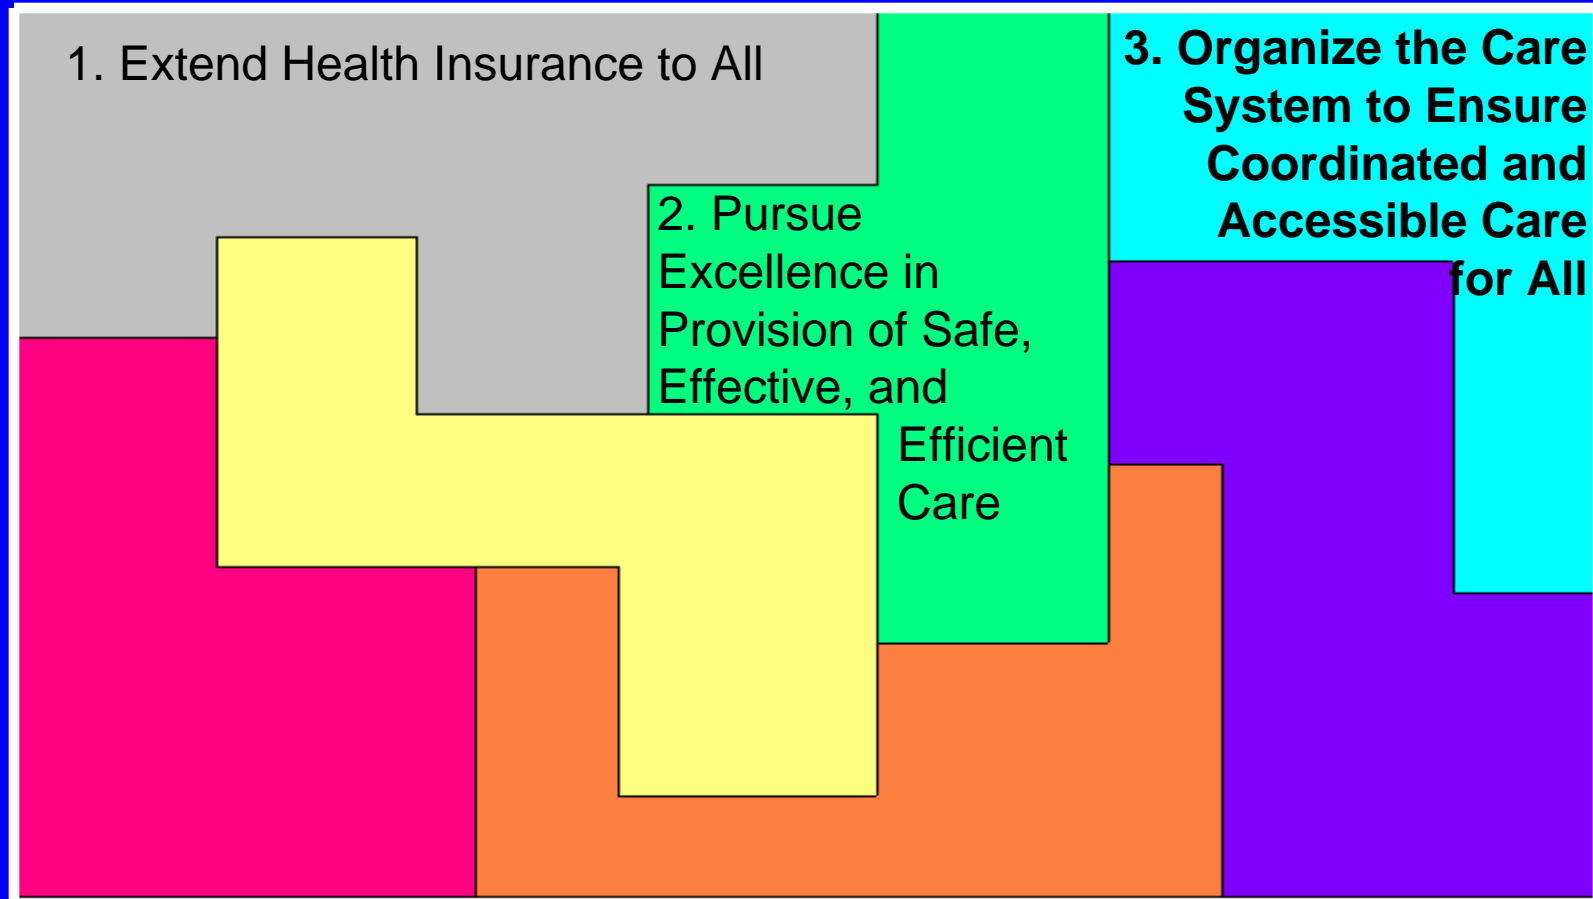 1. Extend Health Insurance to All
2. Pursue
Excellence in
Provision of Safe,
Effective, and
Efficient
Care
3. Organize the Care
System to Ensure
Coordinated and
Accessible Care
for All